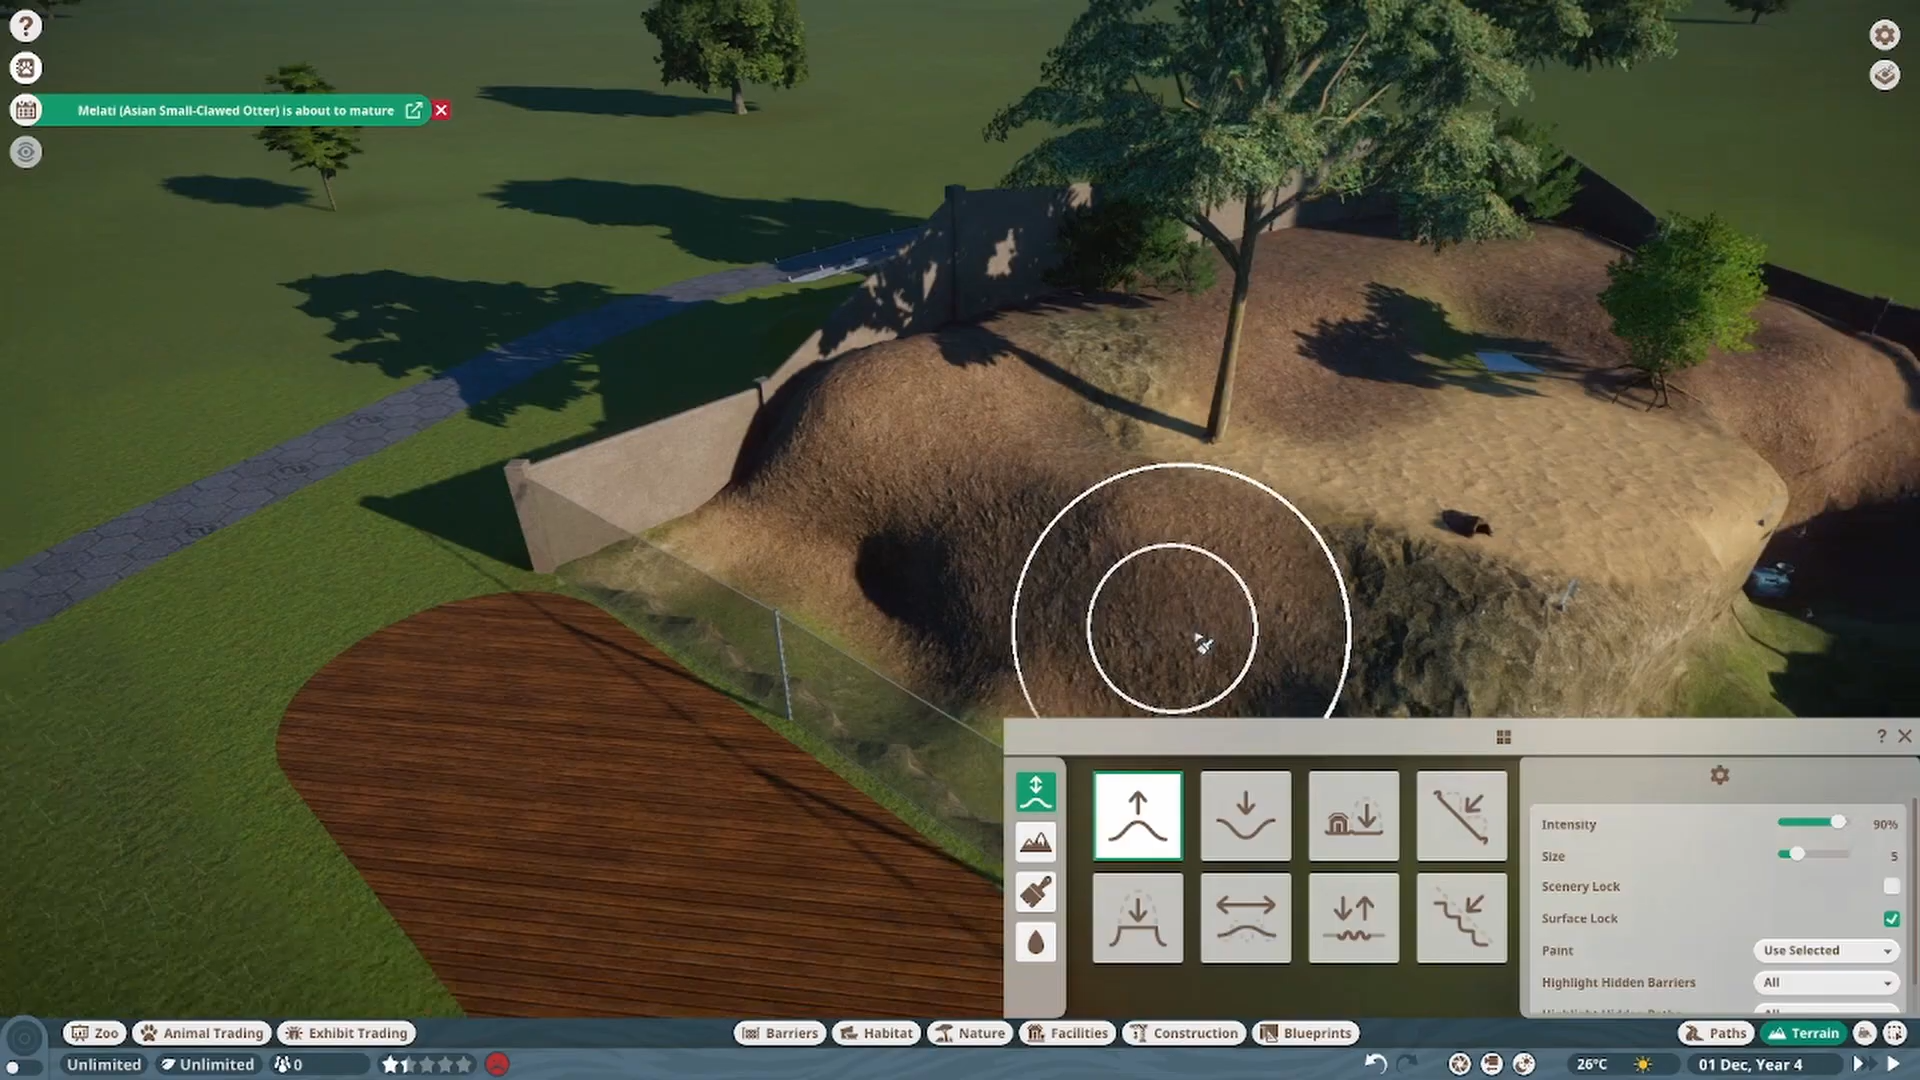 ?
Melati (Asian Small-Clawed Otter) is about to mature
?
Intensity 90%
Size 5
Scenery Lock
Surface Lock
Paint Use Selected
Highlight Hidden Barriers All
Zoo Animal Trading Exhibit Trading Barriers Habitat Nature Facilities Construction Blueprints Paths Terrain
Unlimited Unlimited 0 26°C 01 Dec, Year 4